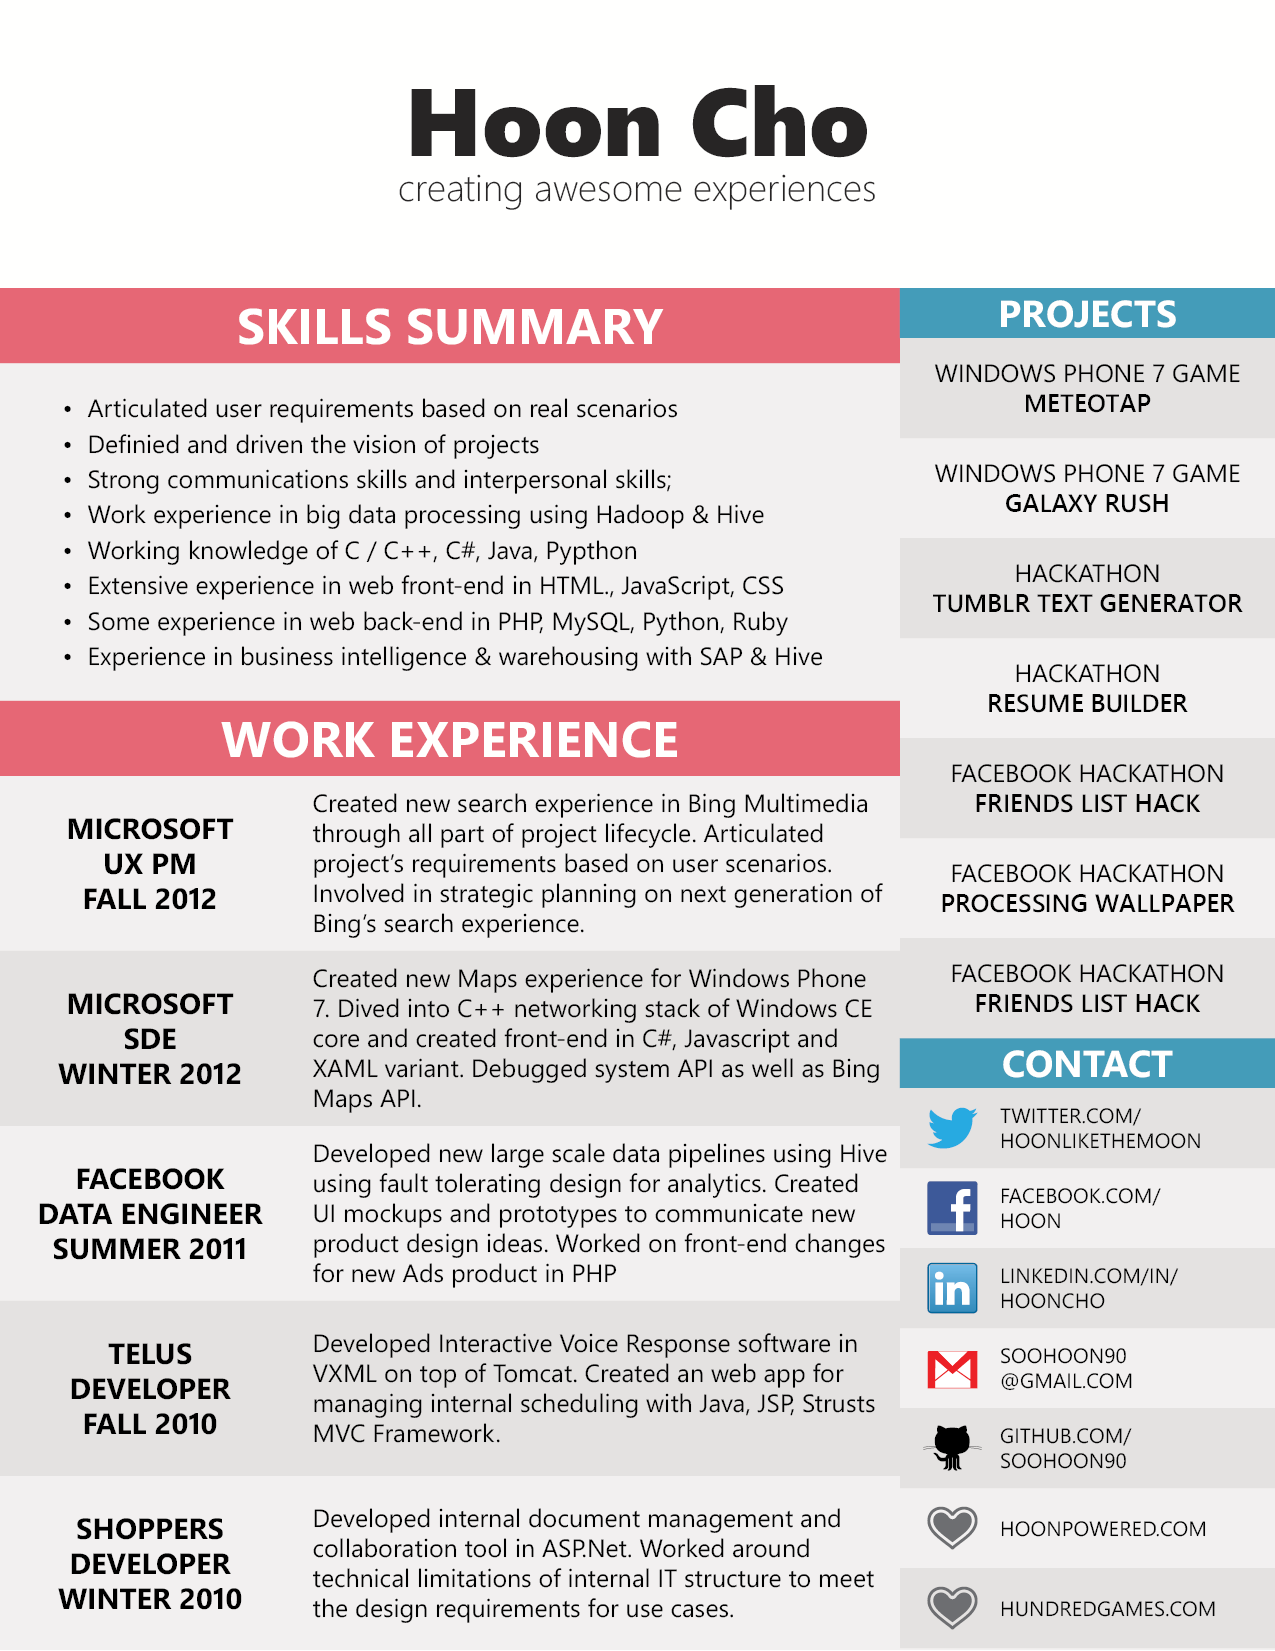 Hoon Cho
creating awesome experiences
SKILLS SUMMARY
• Articulated user requirements based on real scenarios
• Definied and driven the vision of projects
• Strong communications skills and interpersonal skills;
• Work experience in big data processing using Hadoop & Hive
• Working knowledge of C / C++, C#, Java, Pypthon
• Extensive experience in web front-end in HTML., JavaScript, CSS
• Some experience in web back-end in PHP, MySQL, Python, Ruby
• Experience in business intelligence & warehousing with SAP & Hive
WORK EXPERIENCE
MICROSOFT
UX PM
FALL 2012
Created new search experience in Bing Multimedia
through all part of project lifecycle. Articulated
project’s requirements based on user scenarios.
Involved in strategic planning on next generation of
Bing’s search experience.
MICROSOFT
SDE
WINTER 2012
Created new Maps experience for Windows Phone
7. Dived into C++ networking stack of Windows CE
core and created front-end in C#, Javascript and
XAML variant. Debugged system API as well as Bing
Maps API.
FACEBOOK
DATA ENGINEER
SUMMER 2011
Developed new large scale data pipelines using Hive
using fault tolerating design for analytics. Created
UI mockups and prototypes to communicate new
product design ideas. Worked on front-end changes
for new Ads product in PHP
TELUS
DEVELOPER
FALL 2010
Developed Interactive Voice Response software in
VXML on top of Tomcat. Created an web app for
managing internal scheduling with Java, JSP, Strusts
MVC Framework.
SHOPPERS
DEVELOPER
WINTER 2010
Developed internal document management and
collaboration tool in ASP.Net. Worked around
technical limitations of internal IT structure to meet
the design requirements for use cases.
PROJECTS
WINDOWS PHONE 7 GAME
METEOTAP
WINDOWS PHONE 7 GAME
GALAXY RUSH
HACKATHON
TUMBLR TEXT GENERATOR
HACKATHON
RESUME BUILDER
FACEBOOK HACKATHON
FRIENDS LIST HACK
FACEBOOK HACKATHON
PROCESSING WALLPAPER
FACEBOOK HACKATHON
FRIENDS LIST HACK
CONTACT
TWITTER.COM/
HOONLIKETHEMOON
f
FACEBOOK.COM/
HOON
in
LINKEDIN.COM/IN/
HOONCHO
SOOHOON90
@GMAIL.COM
GITHUB.COM/
SOOHOON90
HOONPOWERED.COM
HUNDREDGAMES.COM